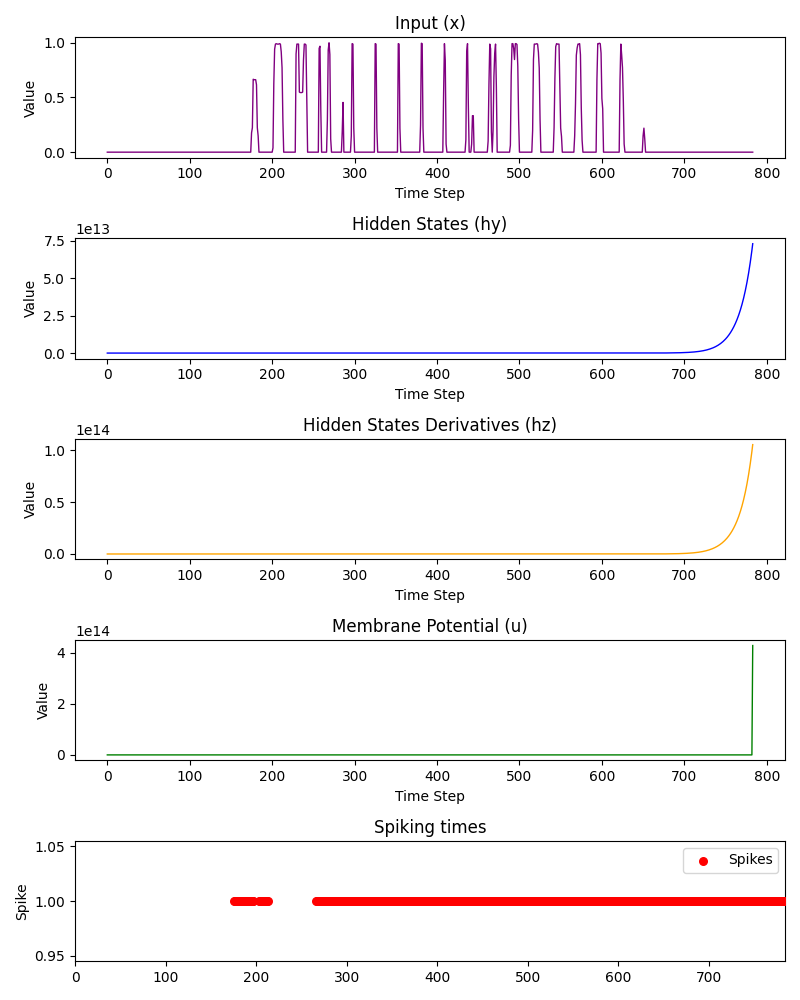 Input (x)
1.0
0.5
0.0
Value
0 100 200 300 400 500 600 700 800
Time Step
Hidden States (hy)
1e13
7.5
5.0
2.5
0.0
Value
0 100 200 300 400 500 600 700 800
Time Step
Hidden States Derivatives (hz)
1e14
1.0
0.5
0.0
Value
0 100 200 300 400 500 600 700 800
Time Step
Membrane Potential (u)
1e14
4
2
0
Value
0 100 200 300 400 500 600 700 800
Time Step
Spiking times
1.05
1.00
0.95
Spike
Spikes
0 100 200 300 400 500 600 700